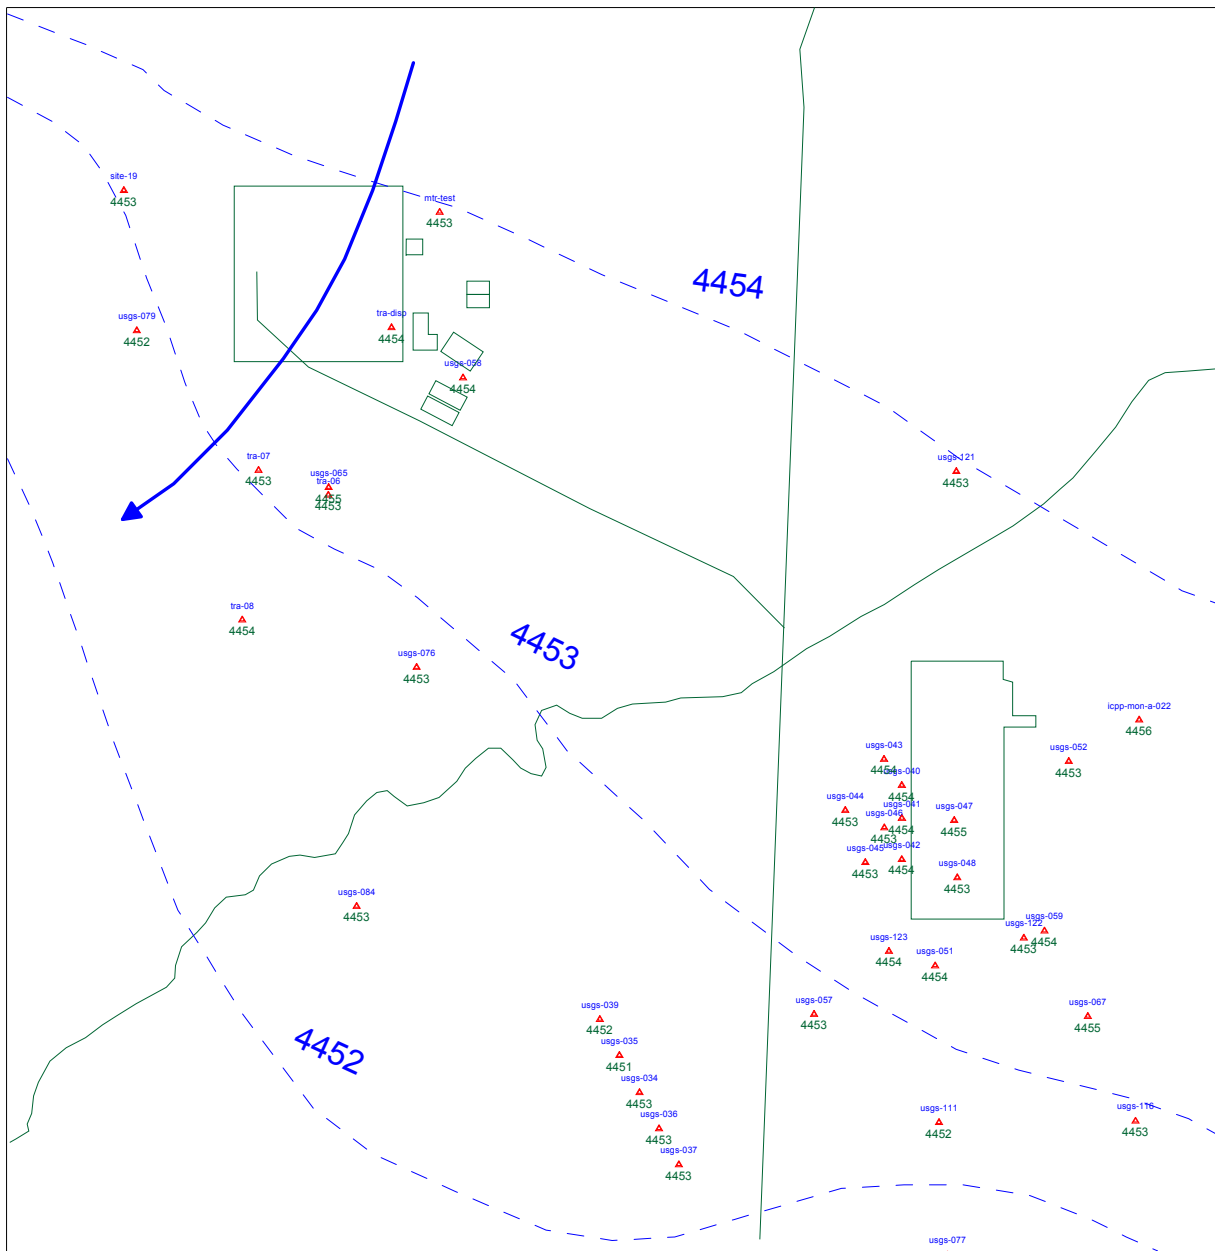 site-19
4453
mtr-test
4453
4454
usgs-079
4452
tra-disp
4454
usgs-058
4454
tra-07
4453
usgs-065
tra-06
4455
4453
usgs-121
4453
tra-08
4454
4453
usgs-076
4453
icpp-mon-a-022
4456
usgs-043
4454
usgs-052
4453
usgs-040
4454
usgs-044
4453
usgs-041
4454
usgs-046
4453
usgs-047
4455
usgs-045
4453
usgs-042
4454
usgs-048
4453
usgs-084
4453
usgs-059
4454
usgs-122
4453
usgs-123
4454
usgs-051
4454
usgs-039
4452
usgs-057
4453
usgs-067
4455
4452
usgs-035
4451
usgs-034
4453
usgs-036
4453
usgs-111
4452
usgs-116
4453
usgs-037
4453
usgs-077